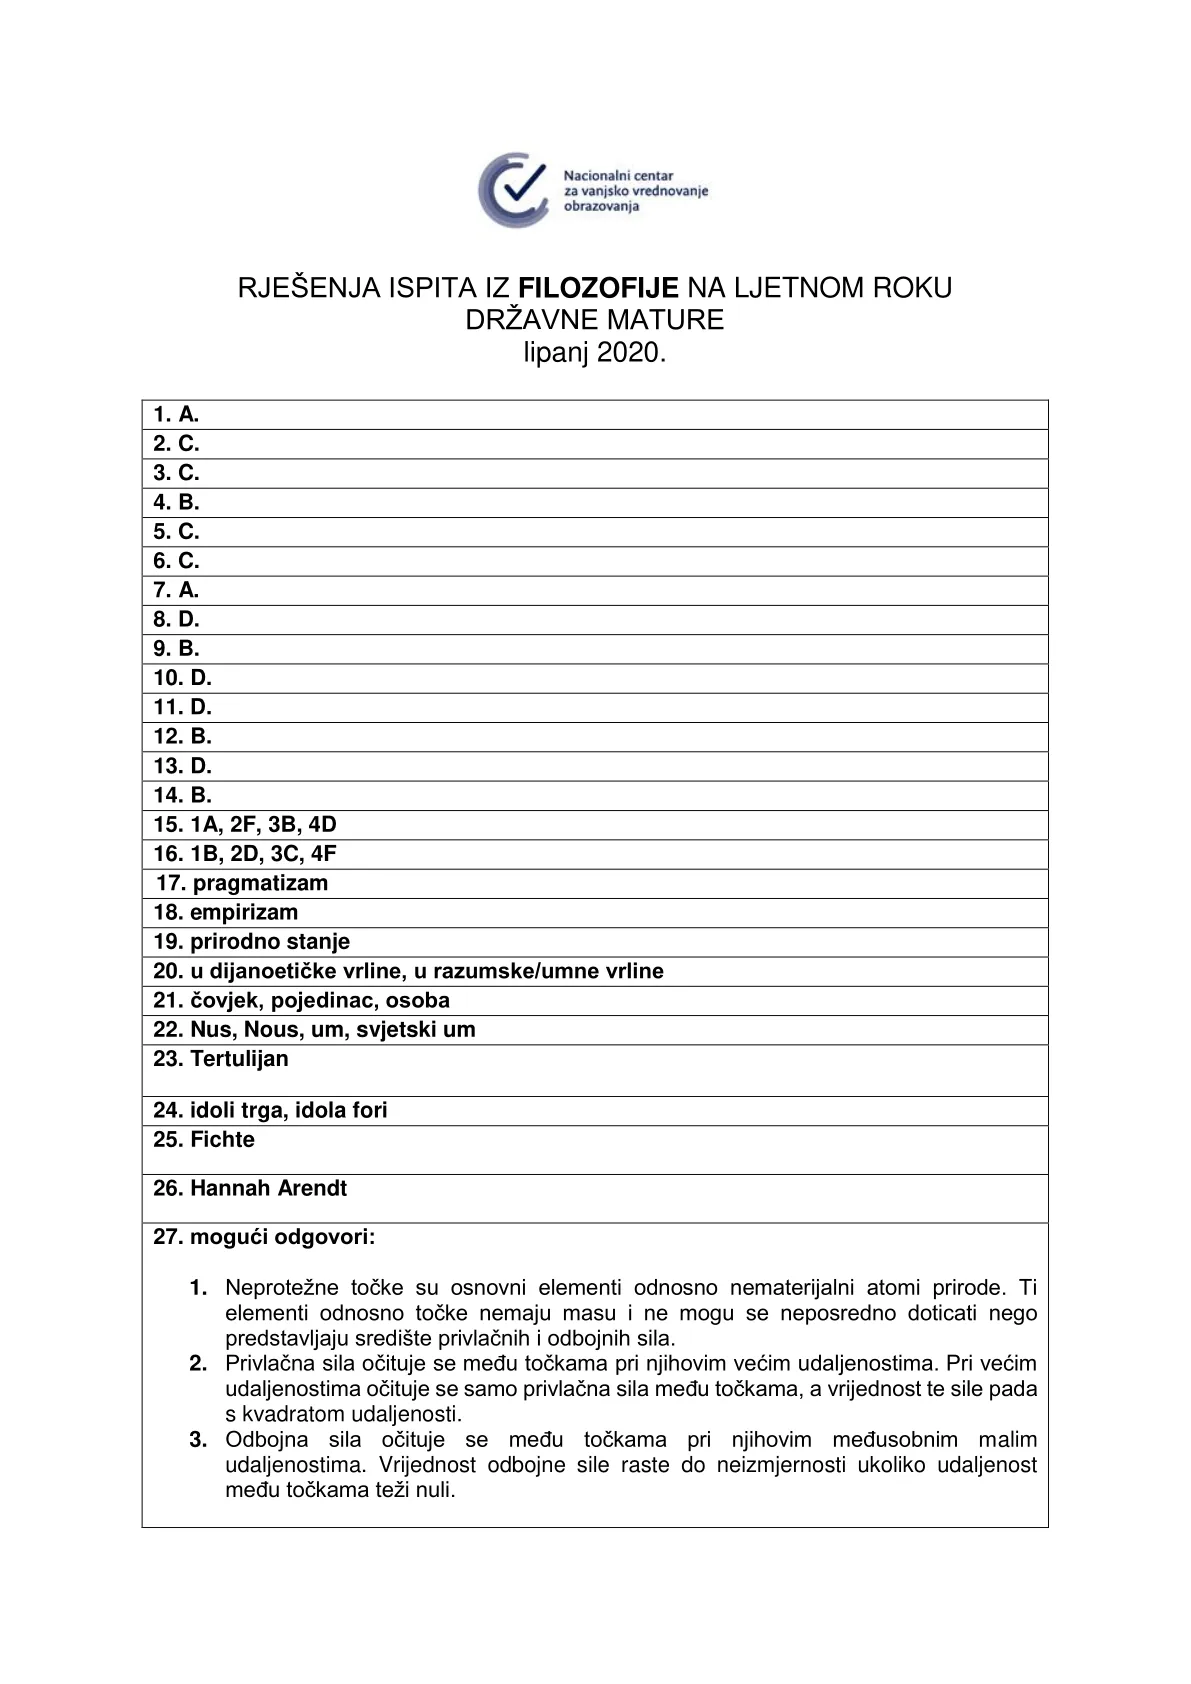 Nacionalni centar
za vanjsko vrednovanje
obrazovanja
RJEŠENJA ISPITA IZ FILOZOFIJE NA LJETNOM ROKU
DRŽAVNE MATURE
lipanj 2020.
1. A.
2. C.
3. C.
4. B.
5. C.
6. C.
7. A.
8. D.
9. B.
10. D.
11. D.
12. B.
13. D.
14. B.
15. 1A, 2F, 3B, 4D
16. 1B, 2D, 3C, 4F
17. pragmatizam
18. empirizam
19. prirodno stanje
20. u dijanoetičke vrline, u razumske/umne vrline
21. čovjek, pojedinac, osoba
22. Nus, Nous, um, svjetski um
23. Tertulijan
24. idoli trga, idola fori
25. Fichte
26. Hannah Arendt
27. mogući odgovori:
1. Neprotežne točke su osnovni elementi odnosno nematerijalni atomi prirode. Ti
elementi odnosno točke nemaju masu i ne mogu se neposredno doticati nego
predstavljaju središte privlačnih i odbojnih sila.
2. Privlačna sila očituje se među točkama pri njihovim većim udaljenostima. Pri većim
udaljenostima očituje se samo privlačna sila među točkama, a vrijednost te sile pada
s kvadratom udaljenosti.
3. Odbojna sila očituje se među točkama pri njihovim međusobnim malim
udaljenostima. Vrijednost odbojne sile raste do neizmjernosti ukoliko udaljenost
među točkama teži nuli.